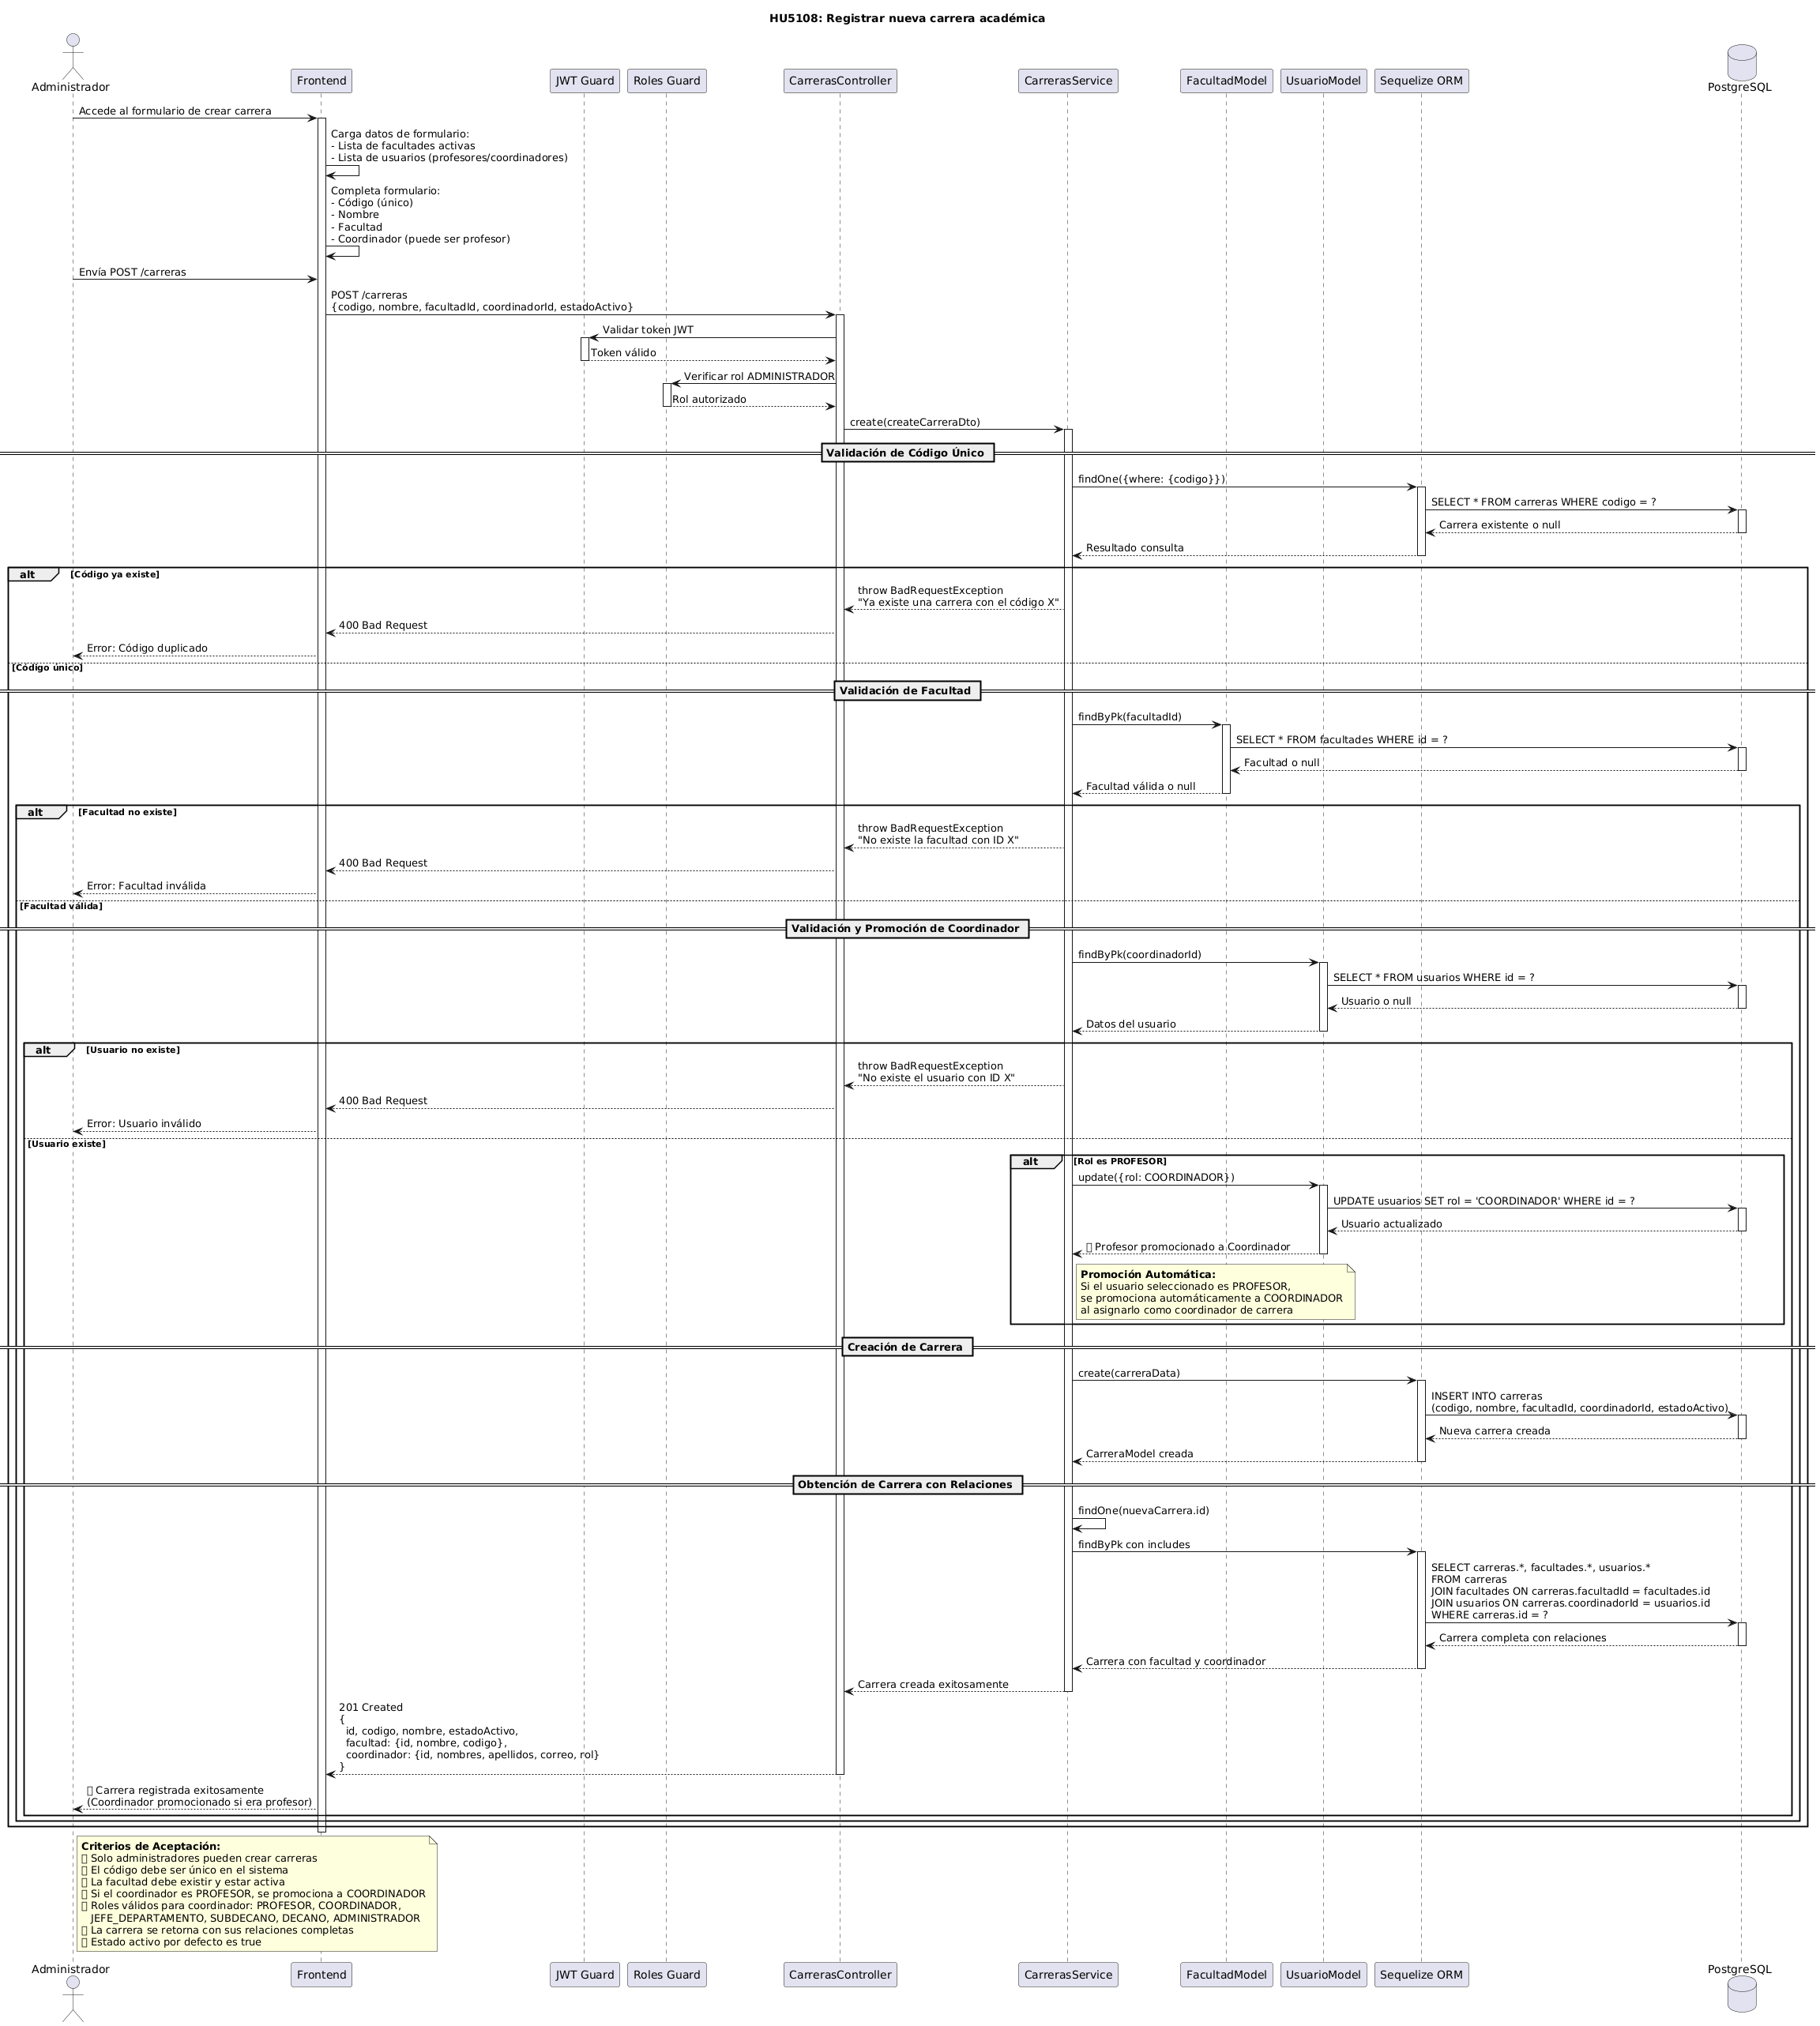 HU5108: Registrar nueva carrera académica
Administrador
Frontend
JWT Guard
Roles Guard
CarrerasController
CarrerasService
FacultadModel
UsuarioModel
Sequelize ORM
PostgreSQL
Accede al formulario de crear carrera
Carga datos de formulario:
- Lista de facultades activas
- Lista de usuarios (profesores/coordinadores)
Completa formulario:
- Código (único)
- Nombre
- Facultad
- Coordinador (puede ser profesor)
Envía POST /carreras
POST /carreras
{codigo, nombre, facultadId, coordinadorId, estadoActivo}
Validar token JWT
Token válido
Verificar rol ADMINISTRADOR
Rol autorizado
create(createCarreraDto)
Validación de Código Único
findOne({where: {codigo}})
SELECT * FROM carreras WHERE codigo = ?
Carrera existente o null
Resultado consulta
alt [Código ya existe]
throw BadRequestException
"Ya existe una carrera con el código X"
400 Bad Request
Error: Código duplicado
[Código único]
Validación de Facultad
findByPk(facultadId)
SELECT * FROM facultades WHERE id = ?
Facultad o null
Facultad válida o null
alt [Facultad no existe]
throw BadRequestException
"No existe la facultad con ID X"
400 Bad Request
Error: Facultad inválida
[Facultad válida]
Validación y Promoción de Coordinador
findByPk(coordinadorId)
SELECT * FROM usuarios WHERE id = ?
Usuario o null
Datos del usuario
alt [Usuario no existe]
throw BadRequestException
"No existe el usuario con ID X"
400 Bad Request
Error: Usuario inválido
[Usuario existe]
alt [Rol es PROFESOR]
update({rol: COORDINADOR})
UPDATE usuarios SET rol = 'COORDINADOR' WHERE id = ?
Usuario actualizado
Profesor promocionado a Coordinador
Promoción Automática:
Si el usuario seleccionado es PROFESOR,
se promociona automáticamente a COORDINADOR
al asignarlo como coordinador de carrera
Creación de Carrera
create(carreraData)
INSERT INTO carreras
(codigo, nombre, facultadId, coordinadorId, estadoActivo)
Nueva carrera creada
CarreraModel creada
Obtención de Carrera con Relaciones
findOne(nuevaCarrera.id)
findByPk con includes
SELECT carreras.*, facultades.*, usuarios.*
FROM carreras
JOIN facultades ON carreras.facultadId = facultades.id
JOIN usuarios ON carreras.coordinadorId = usuarios.id
WHERE carreras.id = ?
Carrera completa con relaciones
Carrera con facultad y coordinador
Carrera creada exitosamente
201 Created
{
id, codigo, nombre, estadoActivo,
facultad: {id, nombre, codigo},
coordinador: {id, nombres, apellidos, correo, rol}
}
Carrera registrada exitosamente
(Coordinador promocionado si era profesor)
Criterios de Aceptación:
Solo administradores pueden crear carreras
El código debe ser único en el sistema
La facultad debe existir y estar activa
Si el coordinador es PROFESOR, se promociona a COORDINADOR
Roles válidos para coordinador: PROFESOR, COORDINADOR,
JEFE_DEPARTAMENTO, SUBDECANO, DECANO, ADMINISTRADOR
La carrera se retorna con sus relaciones completas
Estado activo por defecto es true
Administrador
Frontend
JWT Guard
Roles Guard
CarrerasController
CarrerasService
FacultadModel
UsuarioModel
Sequelize ORM
PostgreSQL